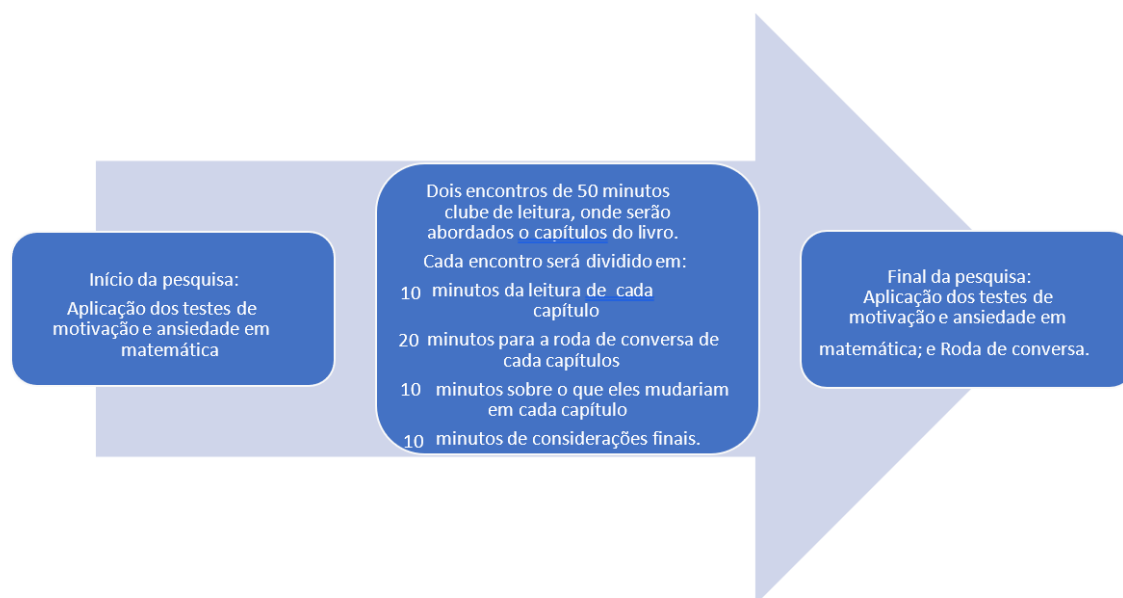 Início da pesquisa:
Aplicação dos testes de
motivação e ansiedade em
matemática
Dois encontros de 50 minutos
clube de leitura, onde serão
abordados o capítulos do livro.
Cada encontro será dividido em:
10 minutos da leitura de cada
capítulo
20 minutos para a roda de conversa de
cada capítulos
10 minutos sobre o que eles mudariam
em cada capítulo
10 minutos de considerações finais.
Final da pesquisa:
Aplicação dos testes de
motivação e ansiedade em
matemática; e Roda de conversa.